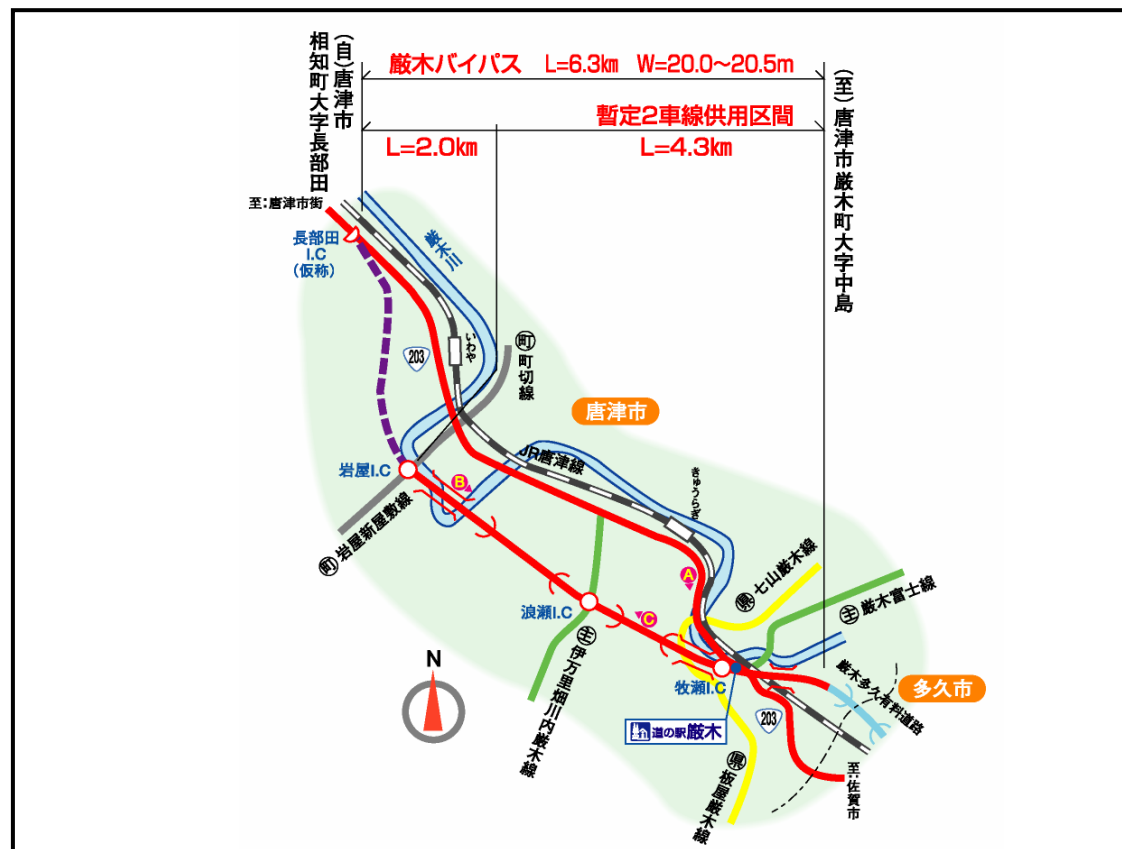 (自)唐津市
相知町大字長部田
厳木バイパス L=6.3㎞ W=20.0～20.5m
暫定2車線供用区間
L=2.0㎞
L=4.3㎞
(至)唐津市厳木町大字中島
至:唐津市街
長部田
I.C
(仮称)
厳木川
203
いわや
町 町切線
唐津市
岩屋I.C
B
JR唐津線
きゅうらぎ
町 岩屋新屋敷線
A
県 七山厳木線
主 厳木富士線
浪瀬I.C
C
主 伊万里畑川内厳木線
牧瀬I.C
厳木多久有料道路
多久市
N
道の駅 厳木
203
県 板屋厳木線
至:佐賀市